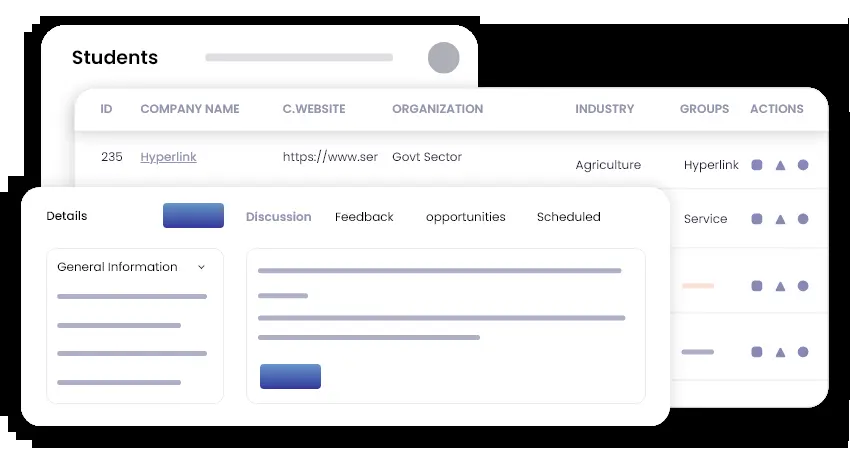 Students
ID COMPANY NAME C.WEBSITE ORGANIZATION INDUSTRY GROUPS ACTIONS
235 Hyperlink https://www.ser Govt Sector Agriculture Hyperlink
Service
Details Discussion Feedback opportunities Scheduled
General Information